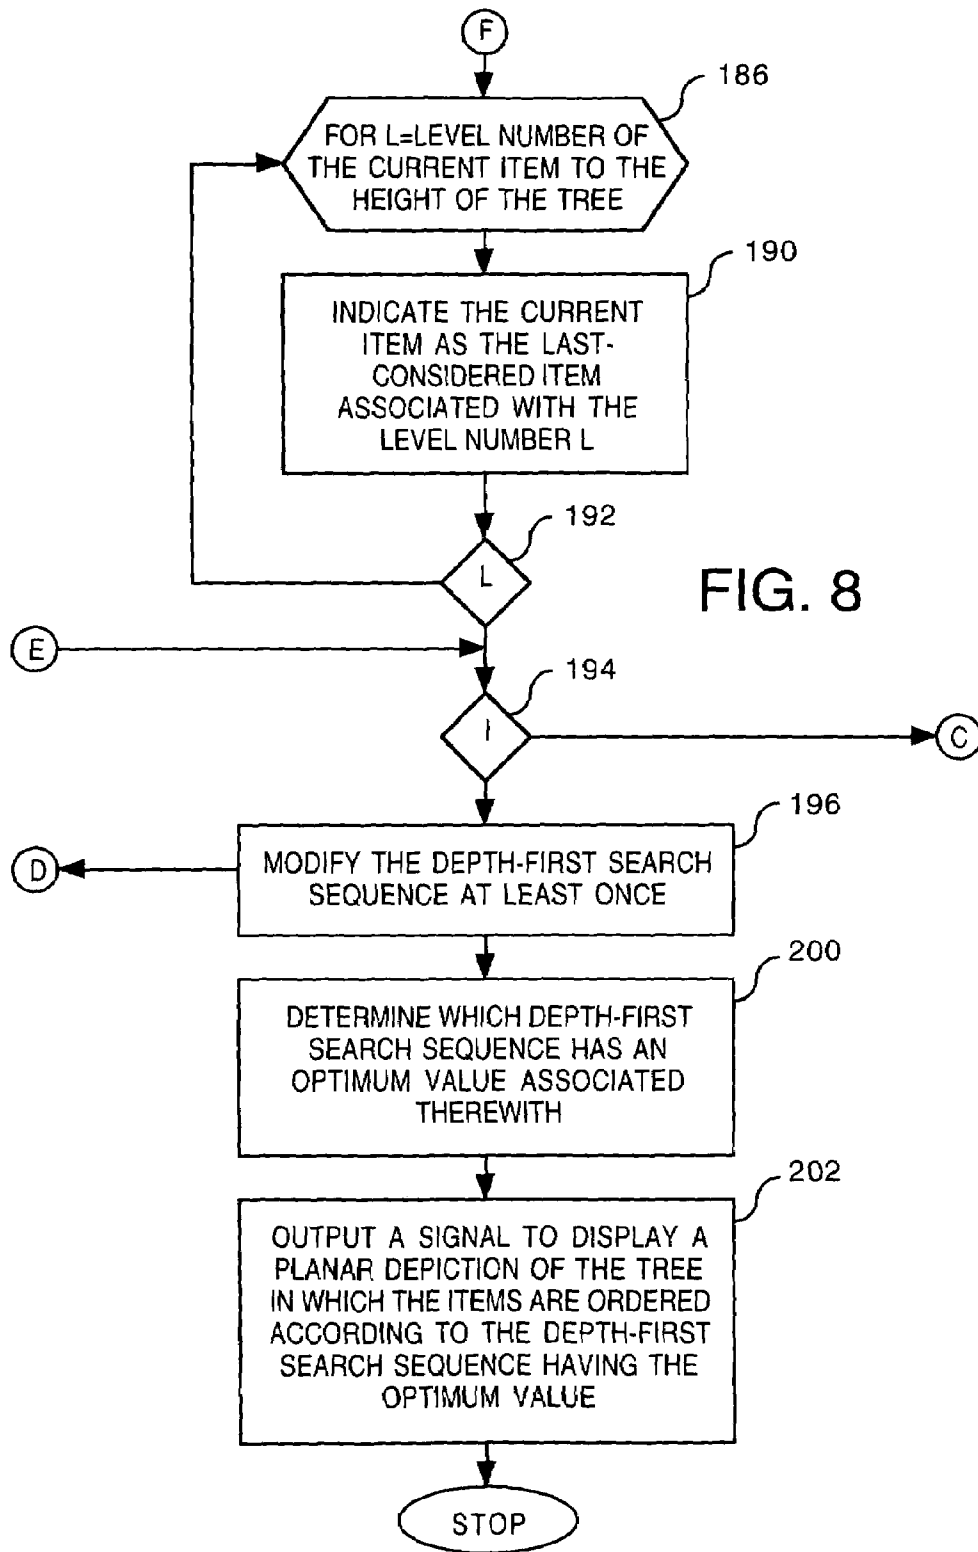 F
186
FOR L=LEVEL NUMBER OF
THE CURRENT ITEM TO THE
HEIGHT OF THE TREE
190
INDICATE THE CURRENT
ITEM AS THE LAST-
CONSIDERED ITEM
ASSOCIATED WITH THE
LEVEL NUMBER L
192
L
FIG. 8
E
194
I
C
196
D
MODIFY THE DEPTH-FIRST SEARCH
SEQUENCE AT LEAST ONCE
200
DETERMINE WHICH DEPTH-FIRST
SEARCH SEQUENCE HAS AN
OPTIMUM VALUE ASSOCIATED
THEREWITH
202
OUTPUT A SIGNAL TO DISPLAY A
PLANAR DEPICTION OF THE TREE
IN WHICH THE ITEMS ARE ORDERED
ACCORDING TO THE DEPTH-FIRST
SEARCH SEQUENCE HAVING THE
OPTIMUM VALUE
STOP